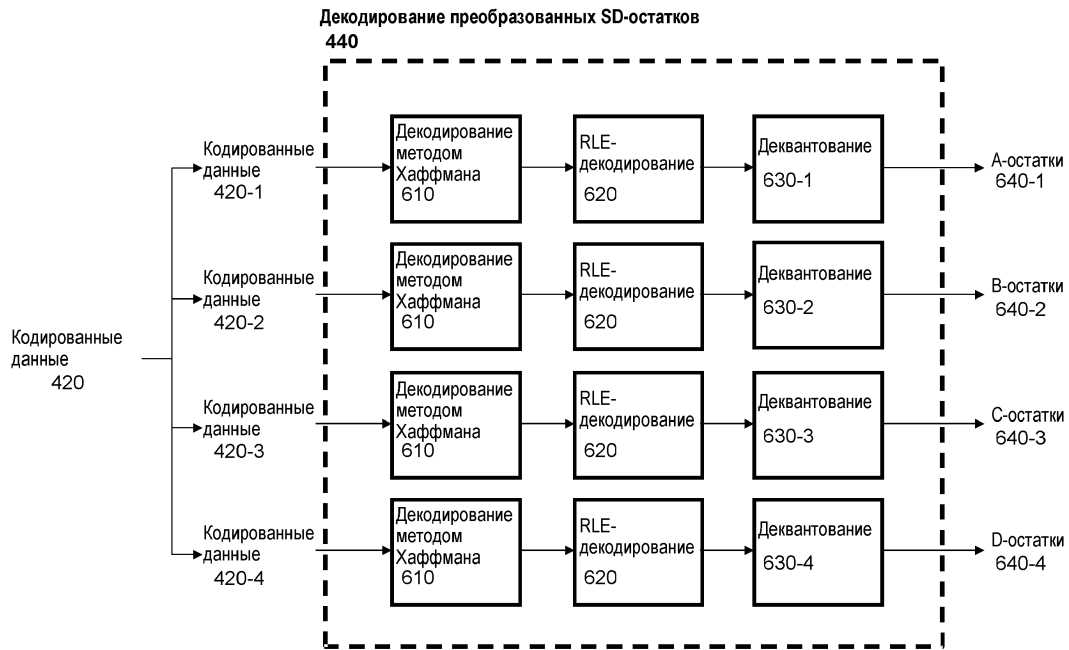 Декодирование преобразованных SD-остатков
440
Кодированные
данные
420
Кодированные
данные
420-1
Декодирование
методом
Хаффмана
610
RLE-
декодирование
620
Деквантование
630-1
A-остатки
640-1
Кодированные
данные
420-2
Декодирование
методом
Хаффмана
610
RLE-
декодирование
620
Деквантование
630-2
B-остатки
640-2
Кодированные
данные
420-3
Декодирование
методом
Хаффмана
610
RLE-
декодирование
620
Деквантование
630-3
C-остатки
640-3
Кодированные
данные
420-4
Декодирование
методом
Хаффмана
610
RLE-
декодирование
620
Деквантование
630-4
D-остатки
640-4